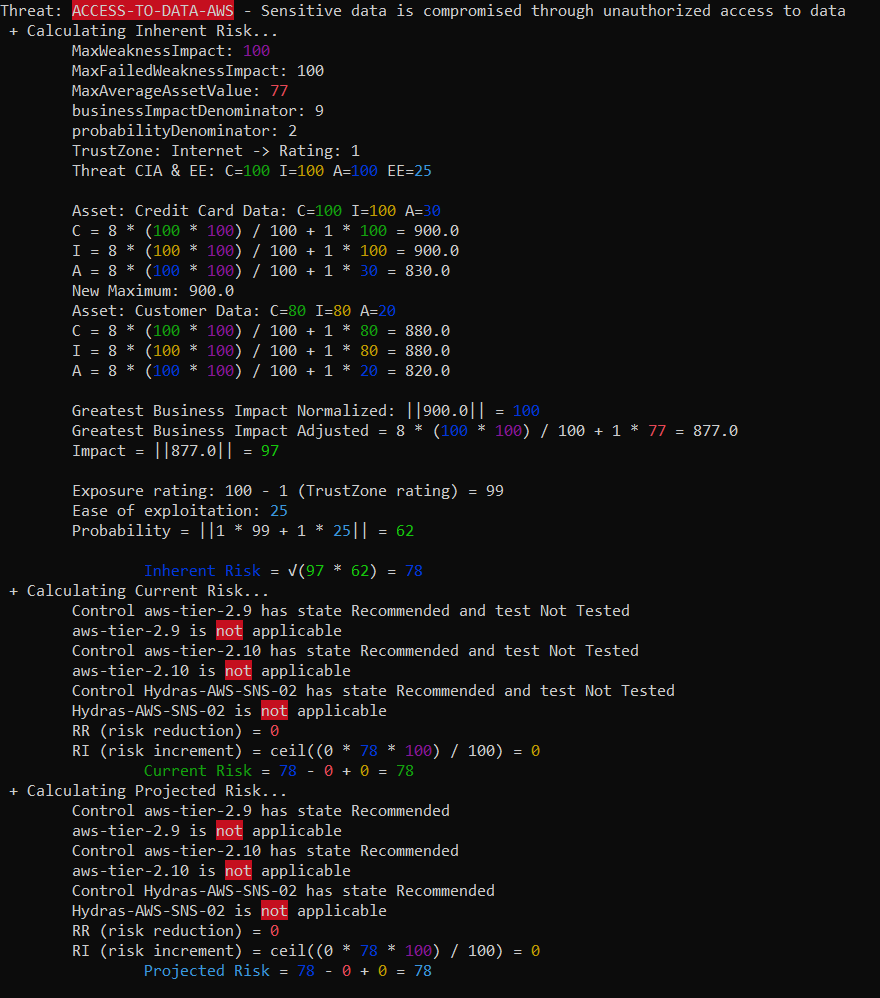 Threat: ACCESS-TO-DATA-AWS - Sensitive data is compromised through unauthorized access to data
+ Calculating Inherent Risk...
MaxWeaknessImpact: 100
MaxFailedWeaknessImpact: 100
MaxAverageAssetValue: 77
businessImpactDenominator: 9
probabilityDenominator: 2
TrustZone: Internet -> Rating: 1
Threat CIA & EE: C=100 I=100 A=100 EE=25
Asset: Credit Card Data: C=100 I=100 A=30
C = 8 * (100 * 100) / 100 + 1 * 100 = 900.0
I = 8 * (100 * 100) / 100 + 1 * 100 = 900.0
A = 8 * (100 * 100) / 100 + 1 * 30 = 830.0
New Maximum: 900.0
Asset: Customer Data: C=80 I=80 A=20
C = 8 * (100 * 100) / 100 + 1 * 80 = 880.0
I = 8 * (100 * 100) / 100 + 1 * 80 = 880.0
A = 8 * (100 * 100) / 100 + 1 * 20 = 820.0
Greatest Business Impact Normalized: ||900.0|| = 100
Greatest Business Impact Adjusted = 8 * (100 * 100) / 100 + 1 * 77 = 877.0
Impact = ||877.0|| = 97
Exposure rating: 100 - 1 (TrustZone rating) = 99
Ease of exploitation: 25
Probability = ||1 * 99 + 1 * 25|| = 62
Inherent Risk = √(97 * 62) = 78
+ Calculating Current Risk...
Control aws-tier-2.9 has state Recommended and test Not Tested
aws-tier-2.9 is not applicable
Control aws-tier-2.10 has state Recommended and test Not Tested
aws-tier-2.10 is not applicable
Control Hydras-AWS-SNS-02 has state Recommended and test Not Tested
Hydras-AWS-SNS-02 is not applicable
RR (risk reduction) = 0
RI (risk increment) = ceil((0 * 78 * 100) / 100) = 0
Current Risk = 78 - 0 + 0 = 78
+ Calculating Projected Risk...
Control aws-tier-2.9 has state Recommended
aws-tier-2.9 is not applicable
Control aws-tier-2.10 has state Recommended
aws-tier-2.10 is not applicable
Control Hydras-AWS-SNS-02 has state Recommended
Hydras-AWS-SNS-02 is not applicable
RR (risk reduction) = 0
RI (risk increment) = ceil((0 * 78 * 100) / 100) = 0
Projected Risk = 78 - 0 + 0 = 78